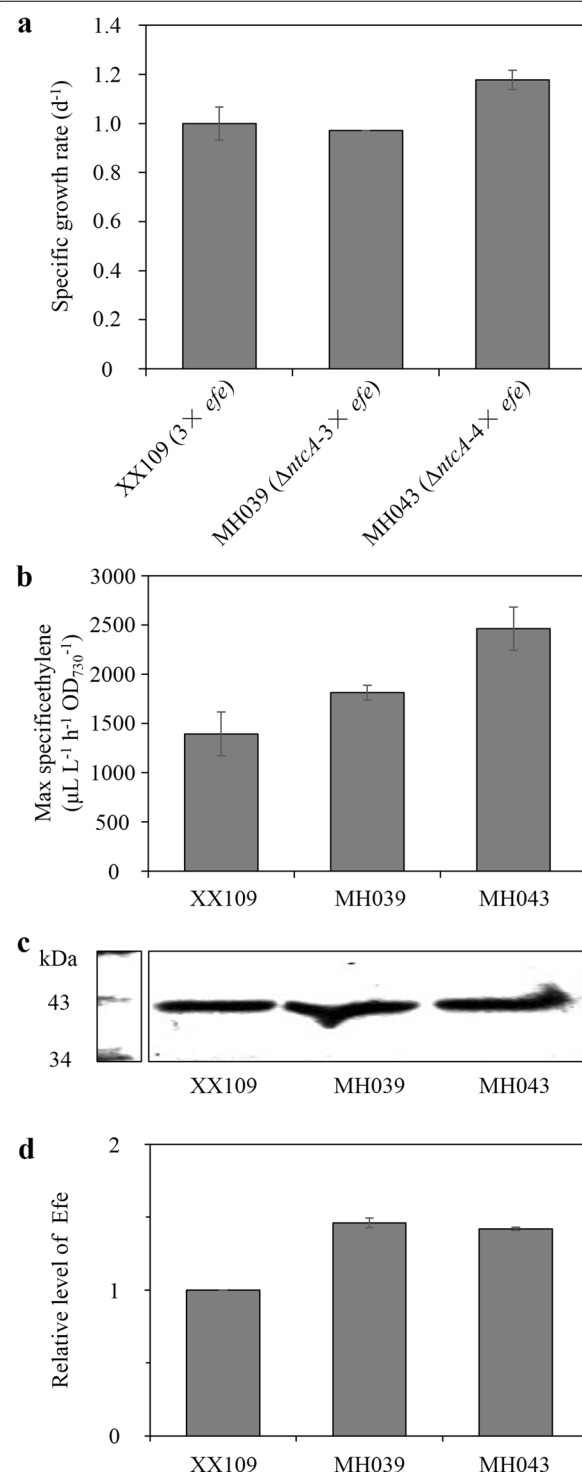 a
Specific growth rate (d-1)
1.4
1.2
1.0
0.8
0.6
0.4
0.2
0
XX109 (3× efe)
MH039 (ΔntcA-3× efe)
MH043 (ΔntcA-4× efe)
b
Max specificethylene
(μL L-1 h-1 OD730-1)
3000
2500
2000
1500
1000
500
0
XX109 MH039 MH043
c
kDa
43
34
XX109 MH039 MH043
d
Relative level of Efe
2
1
0
XX109 MH039 MH043